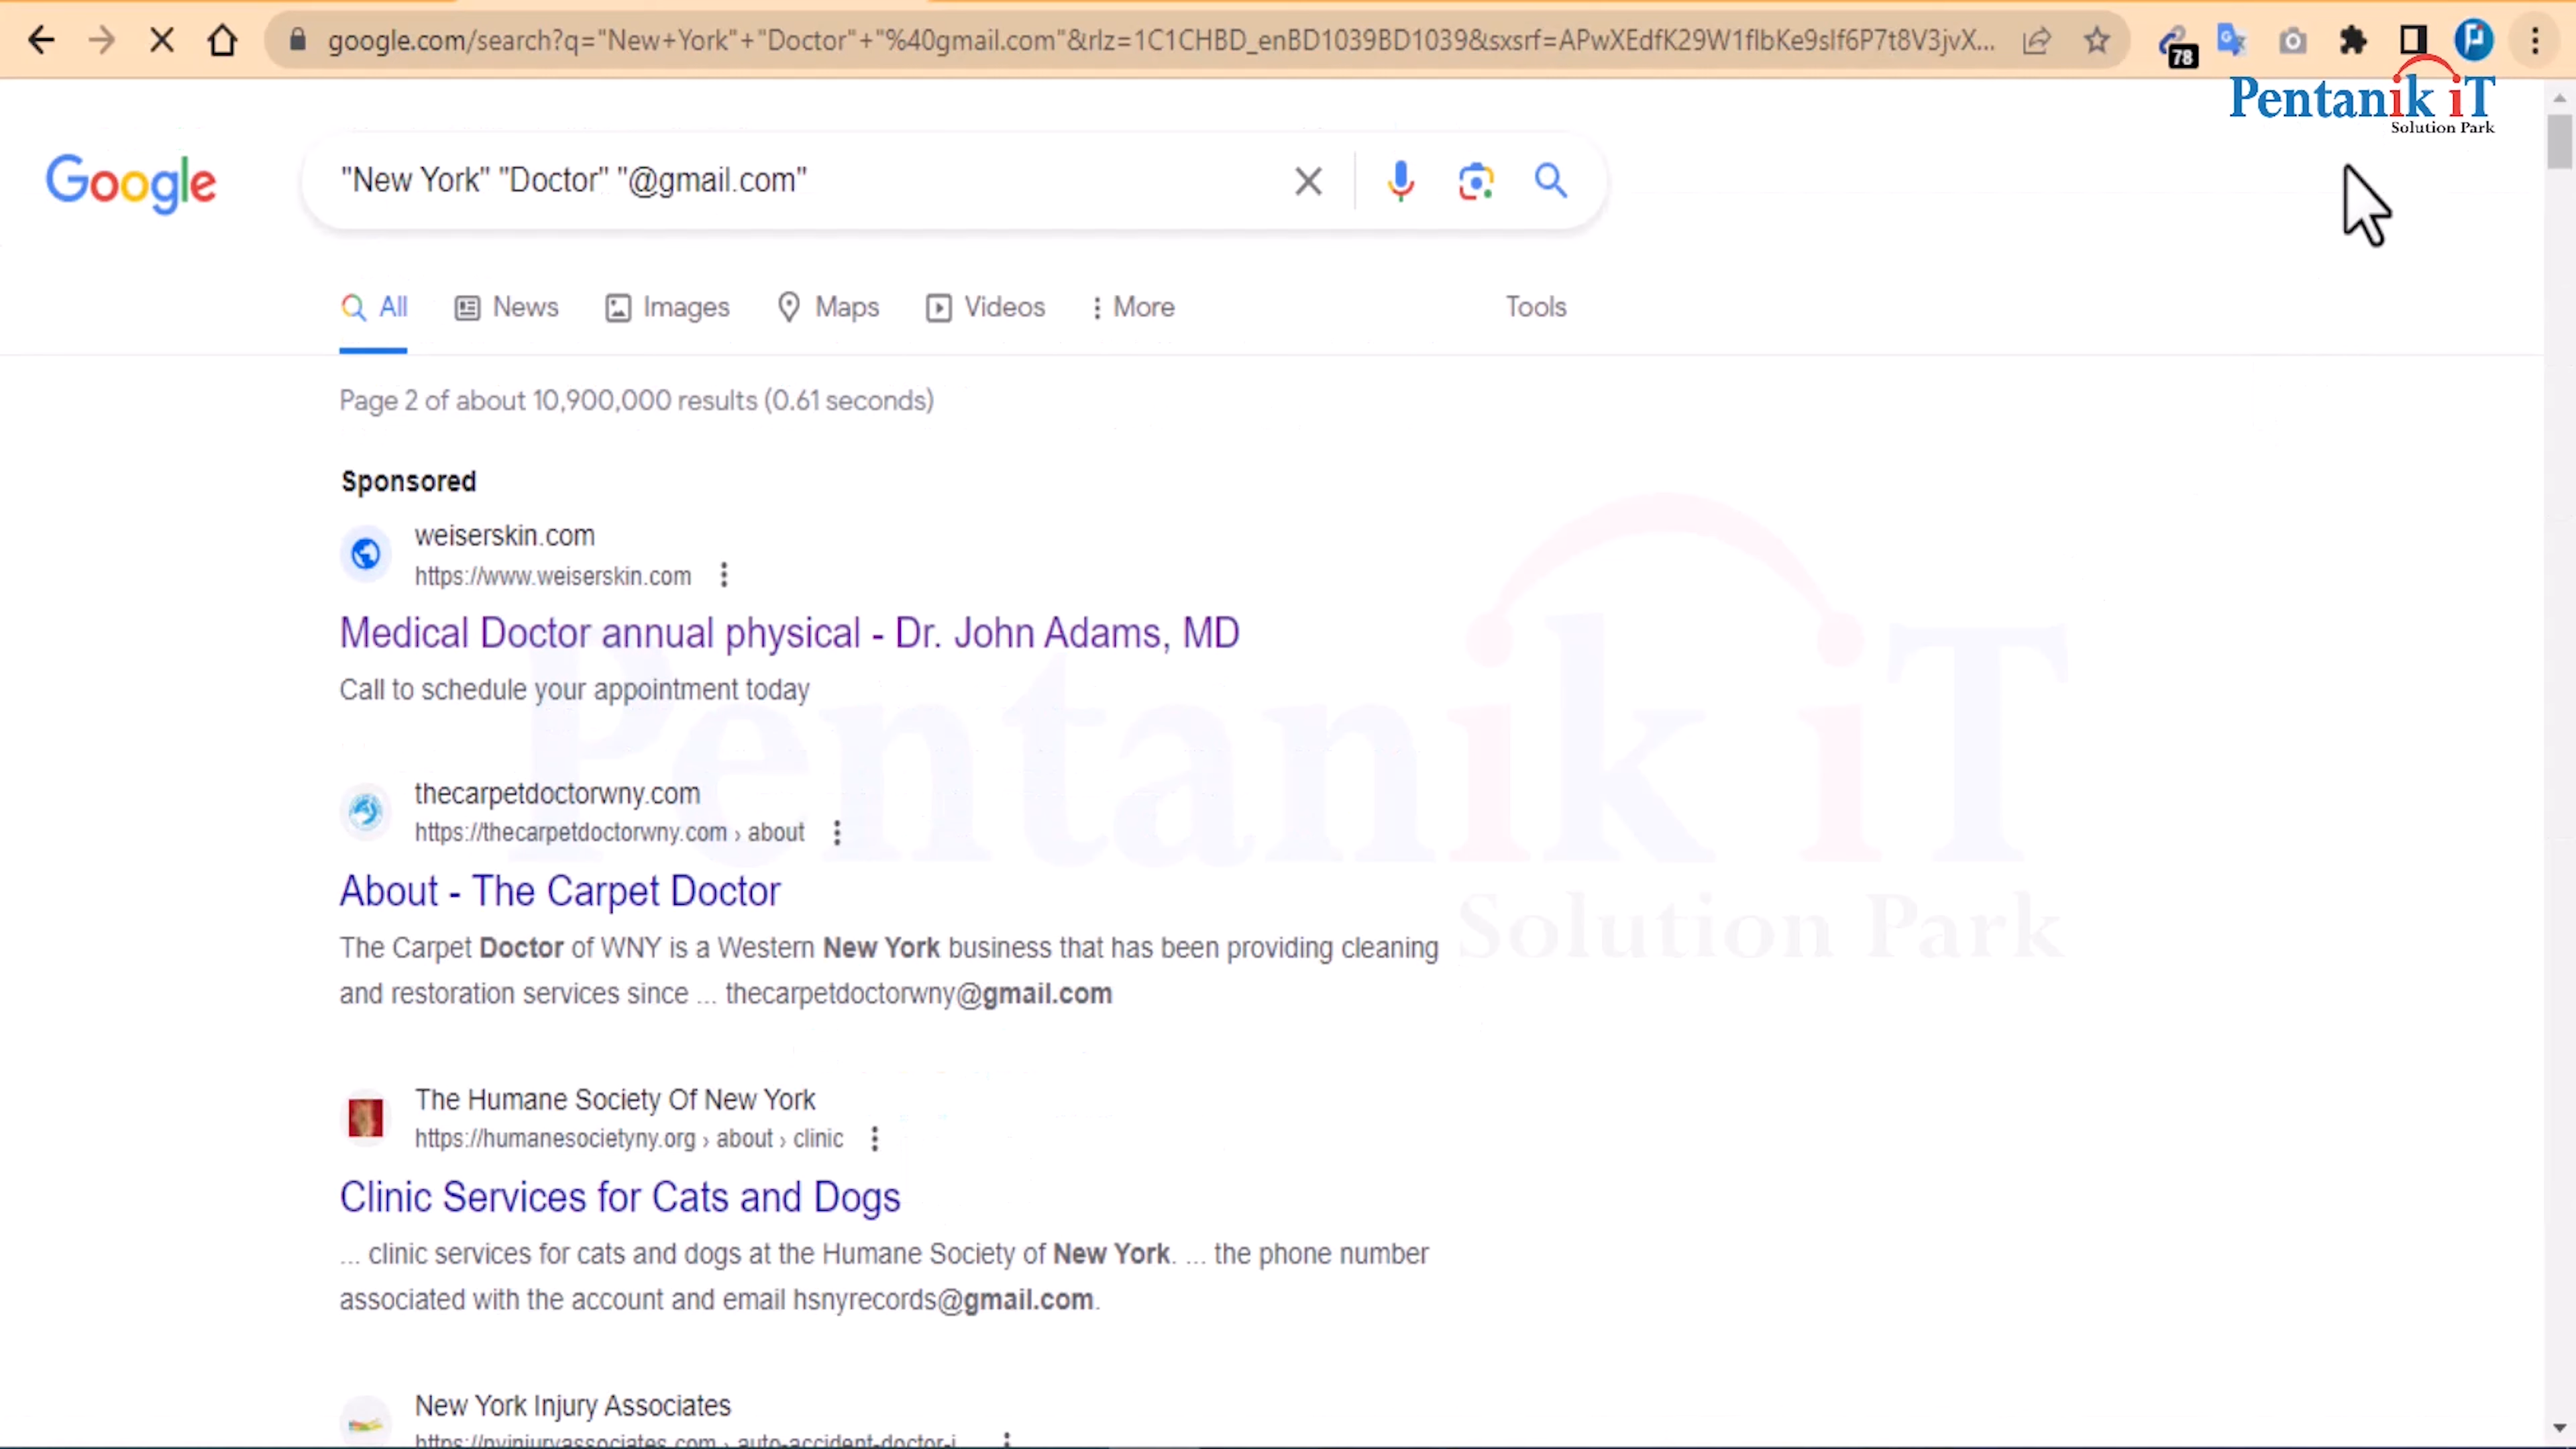 google.com/search?q="New+York"+"Doctor"+"%40gmail.com"&rlz=1C1CHBD_enBD1039BD1039&sxsrf=APwXEdfK29W1flbKe9slf6P7t8V3jvX...
78
Pentanik iT
Solution Park
Google
"New York" "Doctor" "@gmail.com"
All News Images Maps Videos More Tools
Page 2 of about 10,900,000 results (0.61 seconds)
Sponsored
weiserskin.com
https://www.weiserskin.com
Medical Doctor annual physical - Dr. John Adams, MD
Call to schedule your appointment today
Pentanik iT
Solution Park
thecarpetdoctorwny.com
https://thecarpetdoctorwny.com › about
About - The Carpet Doctor
The Carpet Doctor of WNY is a Western New York business that has been providing cleaning
and restoration services since ... thecarpetdoctorwny@gmail.com
The Humane Society Of New York
https://humanesocietyny.org › about › clinic
Clinic Services for Cats and Dogs
... clinic services for cats and dogs at the Humane Society of New York. ... the phone number
associated with the account and email hsnyrecords@gmail.com.
New York Injury Associates
https://nyinjuryassociates.com › auto-accident-doctor-i...